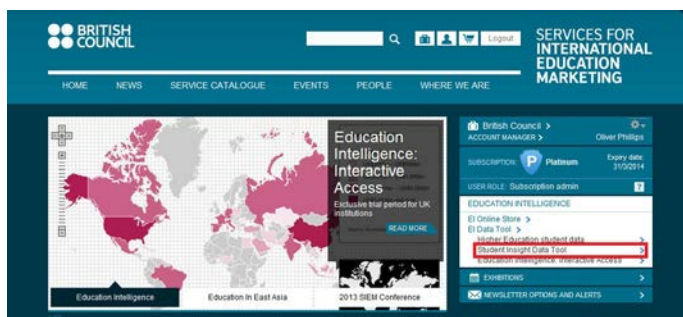 BRITISH
COUNCIL
Logout
SERVICES FOR
INTERNATIONAL
EDUCATION
MARKETING
HOME NEWS SERVICE CATALOGUE EVENTS PEOPLE WHERE WE ARE
Education
Intelligence:
Interactive
Access
Exclusive trial period for UK
institutions
READ MORE
Education Intelligence Education In East Asia 2013 SIEM Conference
British Council >
ACCOUNT MANAGER > Oliver Phillips
SUBSCRIPTION: P Platinum Expiry date:
31/3/2014
USER ROLE: Subscription admin ?
EDUCATION INTELLIGENCE
EI Online Store >
EI Data Tool >
Higher Education student data >
Student Insight Data Tool >
Education Intelligence: Interactive Access >
EXHIBITIONS >
NEWSLETTER OPTIONS AND ALERTS >